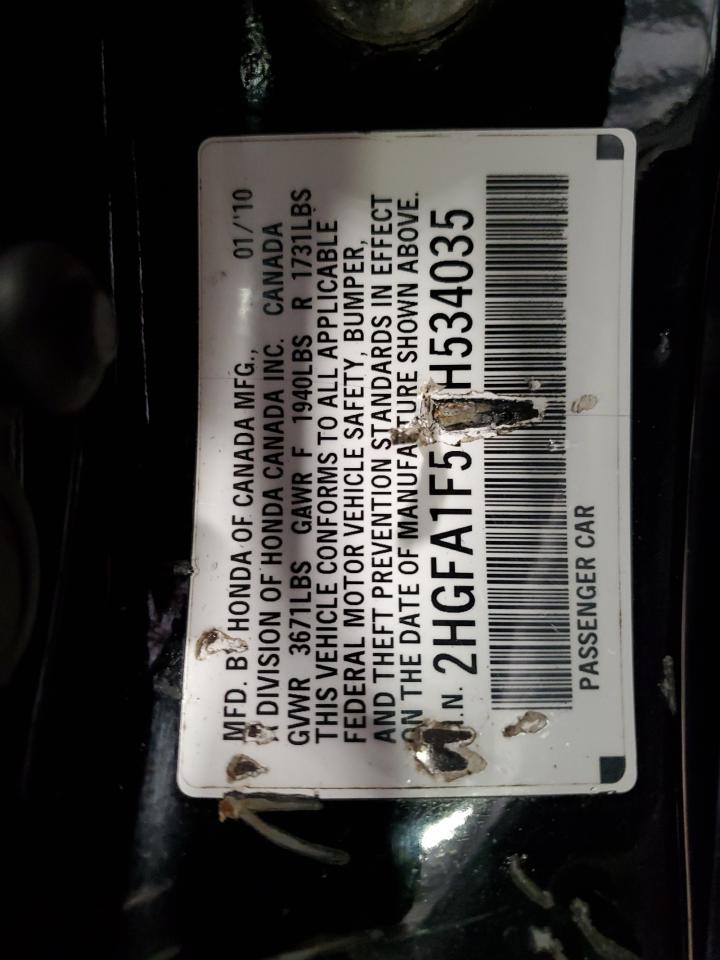 MFD. B HONDA OF CANADA MFG., 01/'10
A DIVISION OF HONDA CANADA INC. CANADA
GVWR 3671LBS GAWR F 1940LBS R 1731LBS
THIS VEHICLE CONFORMS TO ALL APPLICABLE
FEDERAL MOTOR VEHICLE SAFETY, BUMPER,
AND THEFT PREVENTION STANDARDS IN EFFECT
ON THE DATE OF MANUFACTURE SHOWN ABOVE.
I.N. 2HGFA1F5 H534035
PASSENGER CAR